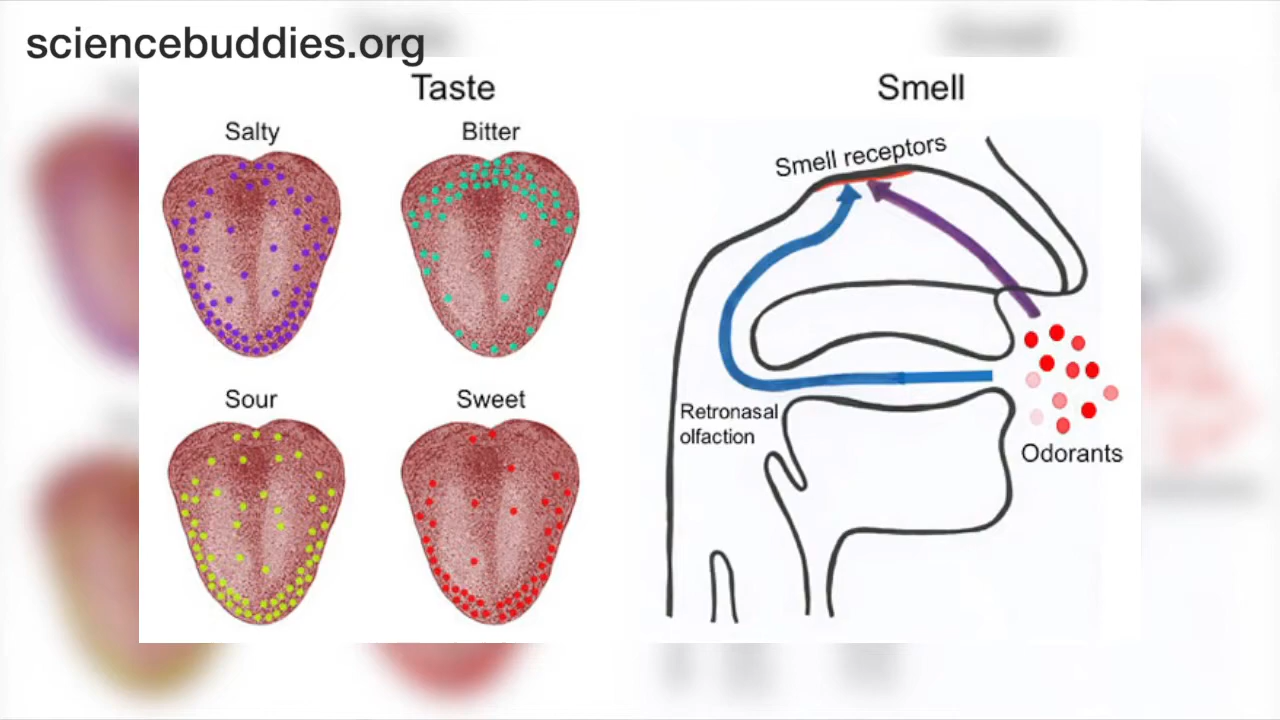 sciencebuddies.org
Taste
Salty
Bitter
Sour
Sweet
Smell
Smell receptors
Retronasal
olfaction
Odorants